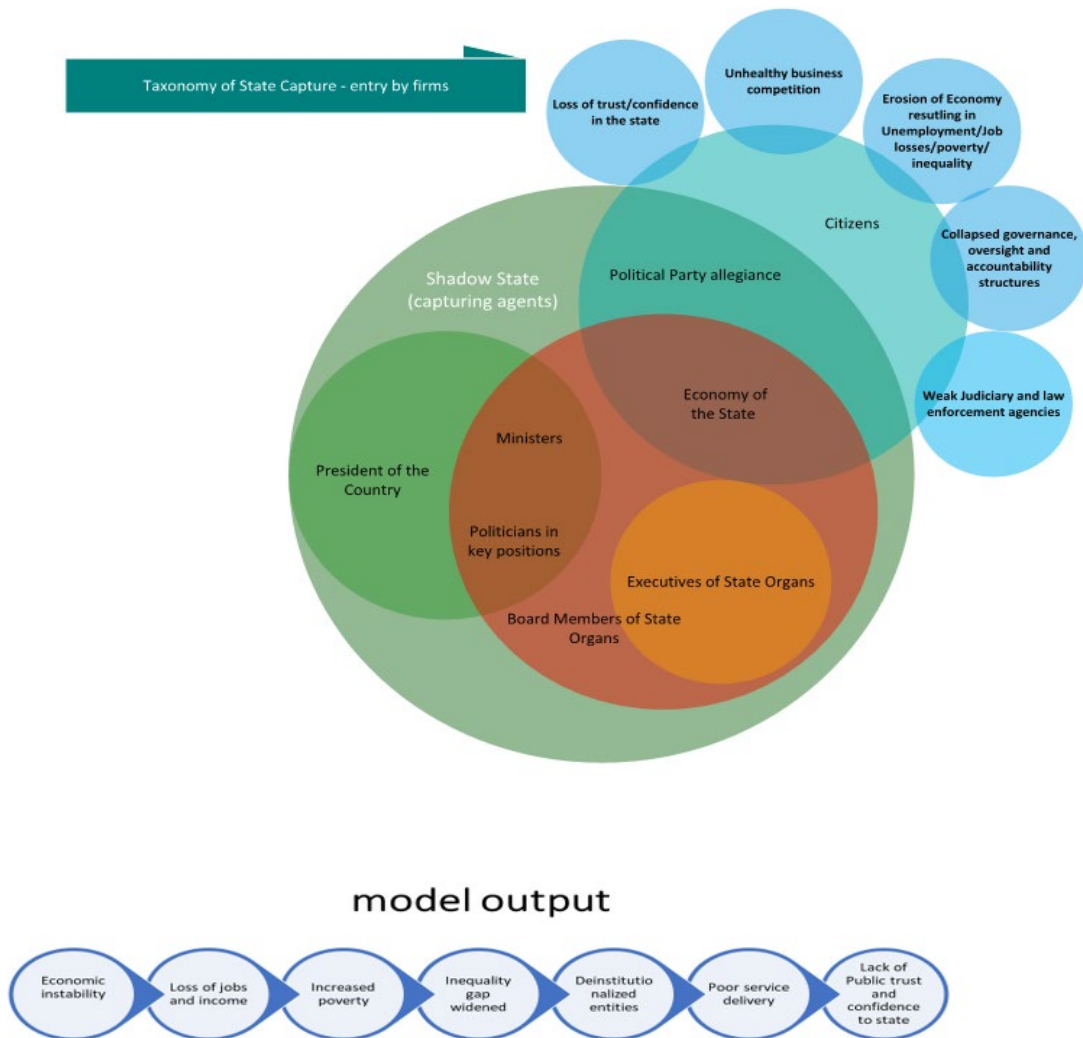 Taxonomy of State Capture - entry by firms
Loss of trust/confidence
in the state
Unhealthy business
competition
Erosion of Economy
resutling in
Unemployment/Job
losses/poverty/
inequality
Citizens
Collapsed governance,
oversight and
accountability
structures
Shadow State
(capturing agents)
Political Party allegiance
Weak Judiciary and law
enforcement agencies
Economy of
the State
Ministers
President of the
Country
Politicians in
key positions
Executives of State Organs
Board Members of State
Organs
model output
Economic
instability
Loss of jobs
and income
Increased
poverty
Inequality
gap
widened
Deinstitutio
nalized
entities
Poor service
delivery
Lack of
Public trust
and
confidence
to state